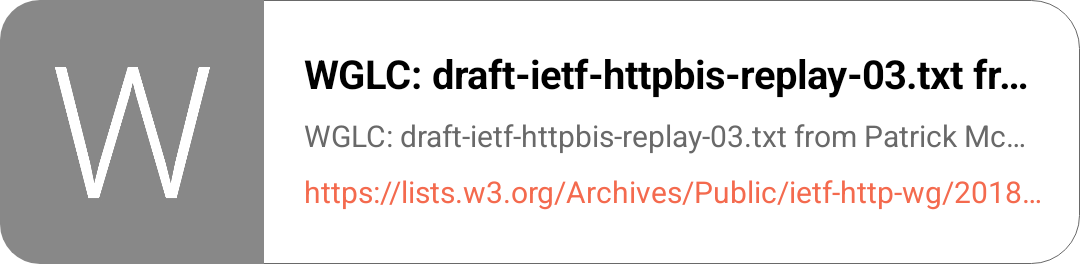 W
WGLC: draft-ietf-httpbis-replay-03.txt fr...
WGLC: draft-ietf-httpbis-replay-03.txt from Patrick Mc...
https://lists.w3.org/Archives/Public/ietf-http-wg/2018...